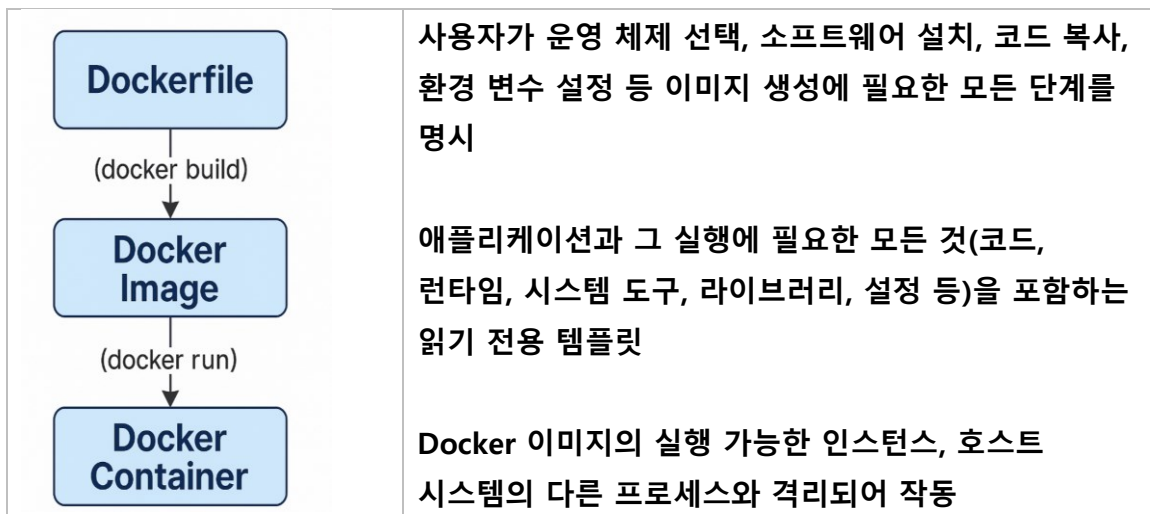 Dockerfile
(docker build)
Docker
Image
(docker run)
Docker
Container
사용자가 운영 체제 선택, 소프트웨어 설치, 코드 복사,
환경 변수 설정 등 이미지 생성에 필요한 모든 단계를
명시
애플리케이션과 그 실행에 필요한 모든 것(코드,
런타임, 시스템 도구, 라이브러리, 설정 등)을 포함하는
읽기 전용 템플릿
Docker 이미지의 실행 가능한 인스턴스, 호스트
시스템의 다른 프로세스와 격리되어 작동